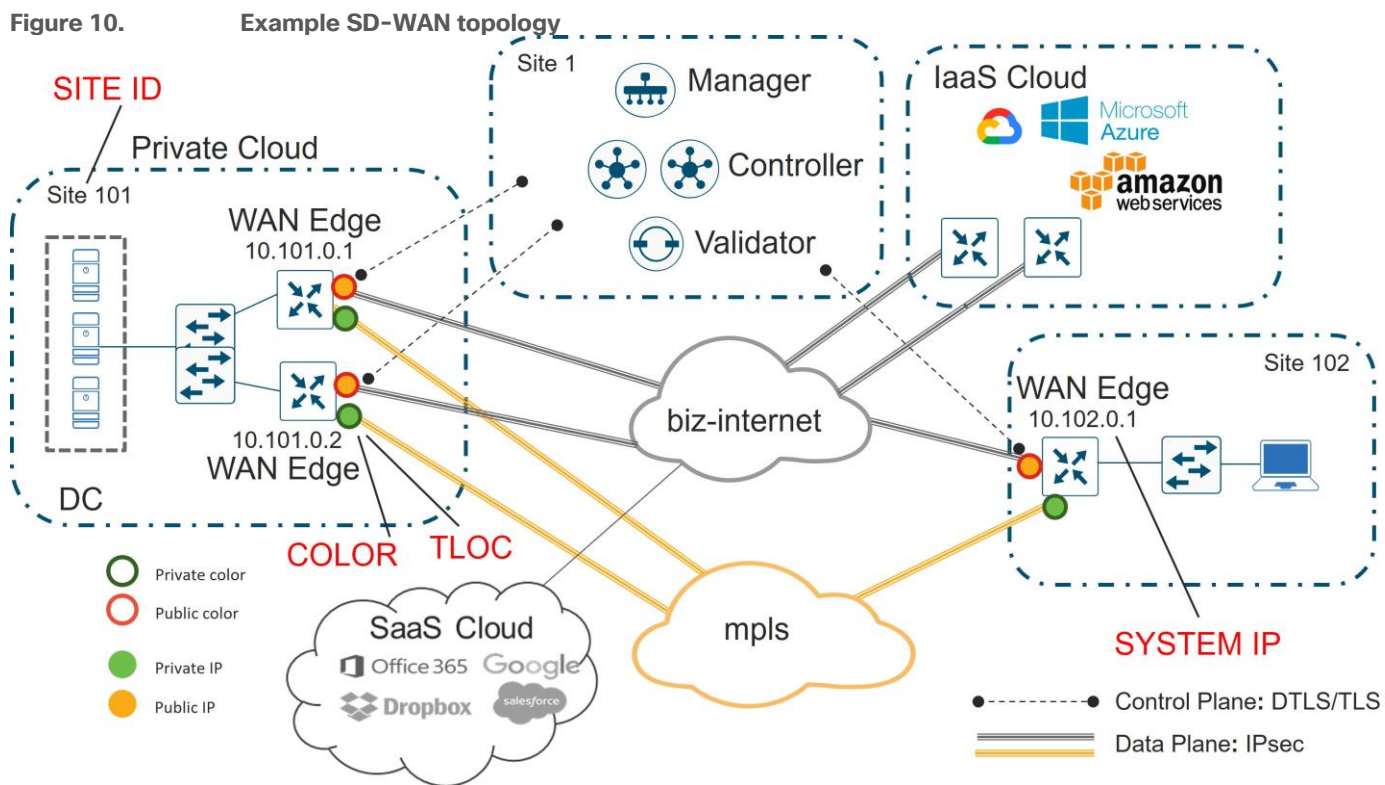 Figure 10. Example SD-WAN topology
SITE ID
Private Cloud
Site 101
WAN Edge
10.101.0.1
10.101.0.2
WAN Edge
DC
COLOR
TLOC
Site 1
Manager
Controller
Validator
IaaS Cloud
Microsoft
Azure
amazon
webservices
biz-internet
mpls
Site 102
WAN Edge
10.102.0.1
SYSTEM IP
Private color
Public color
Private IP
Public IP
SaaS Cloud
Office 365 Google
Dropbox salesforce
Control Plane: DTLS/TLS
Data Plane: IPsec